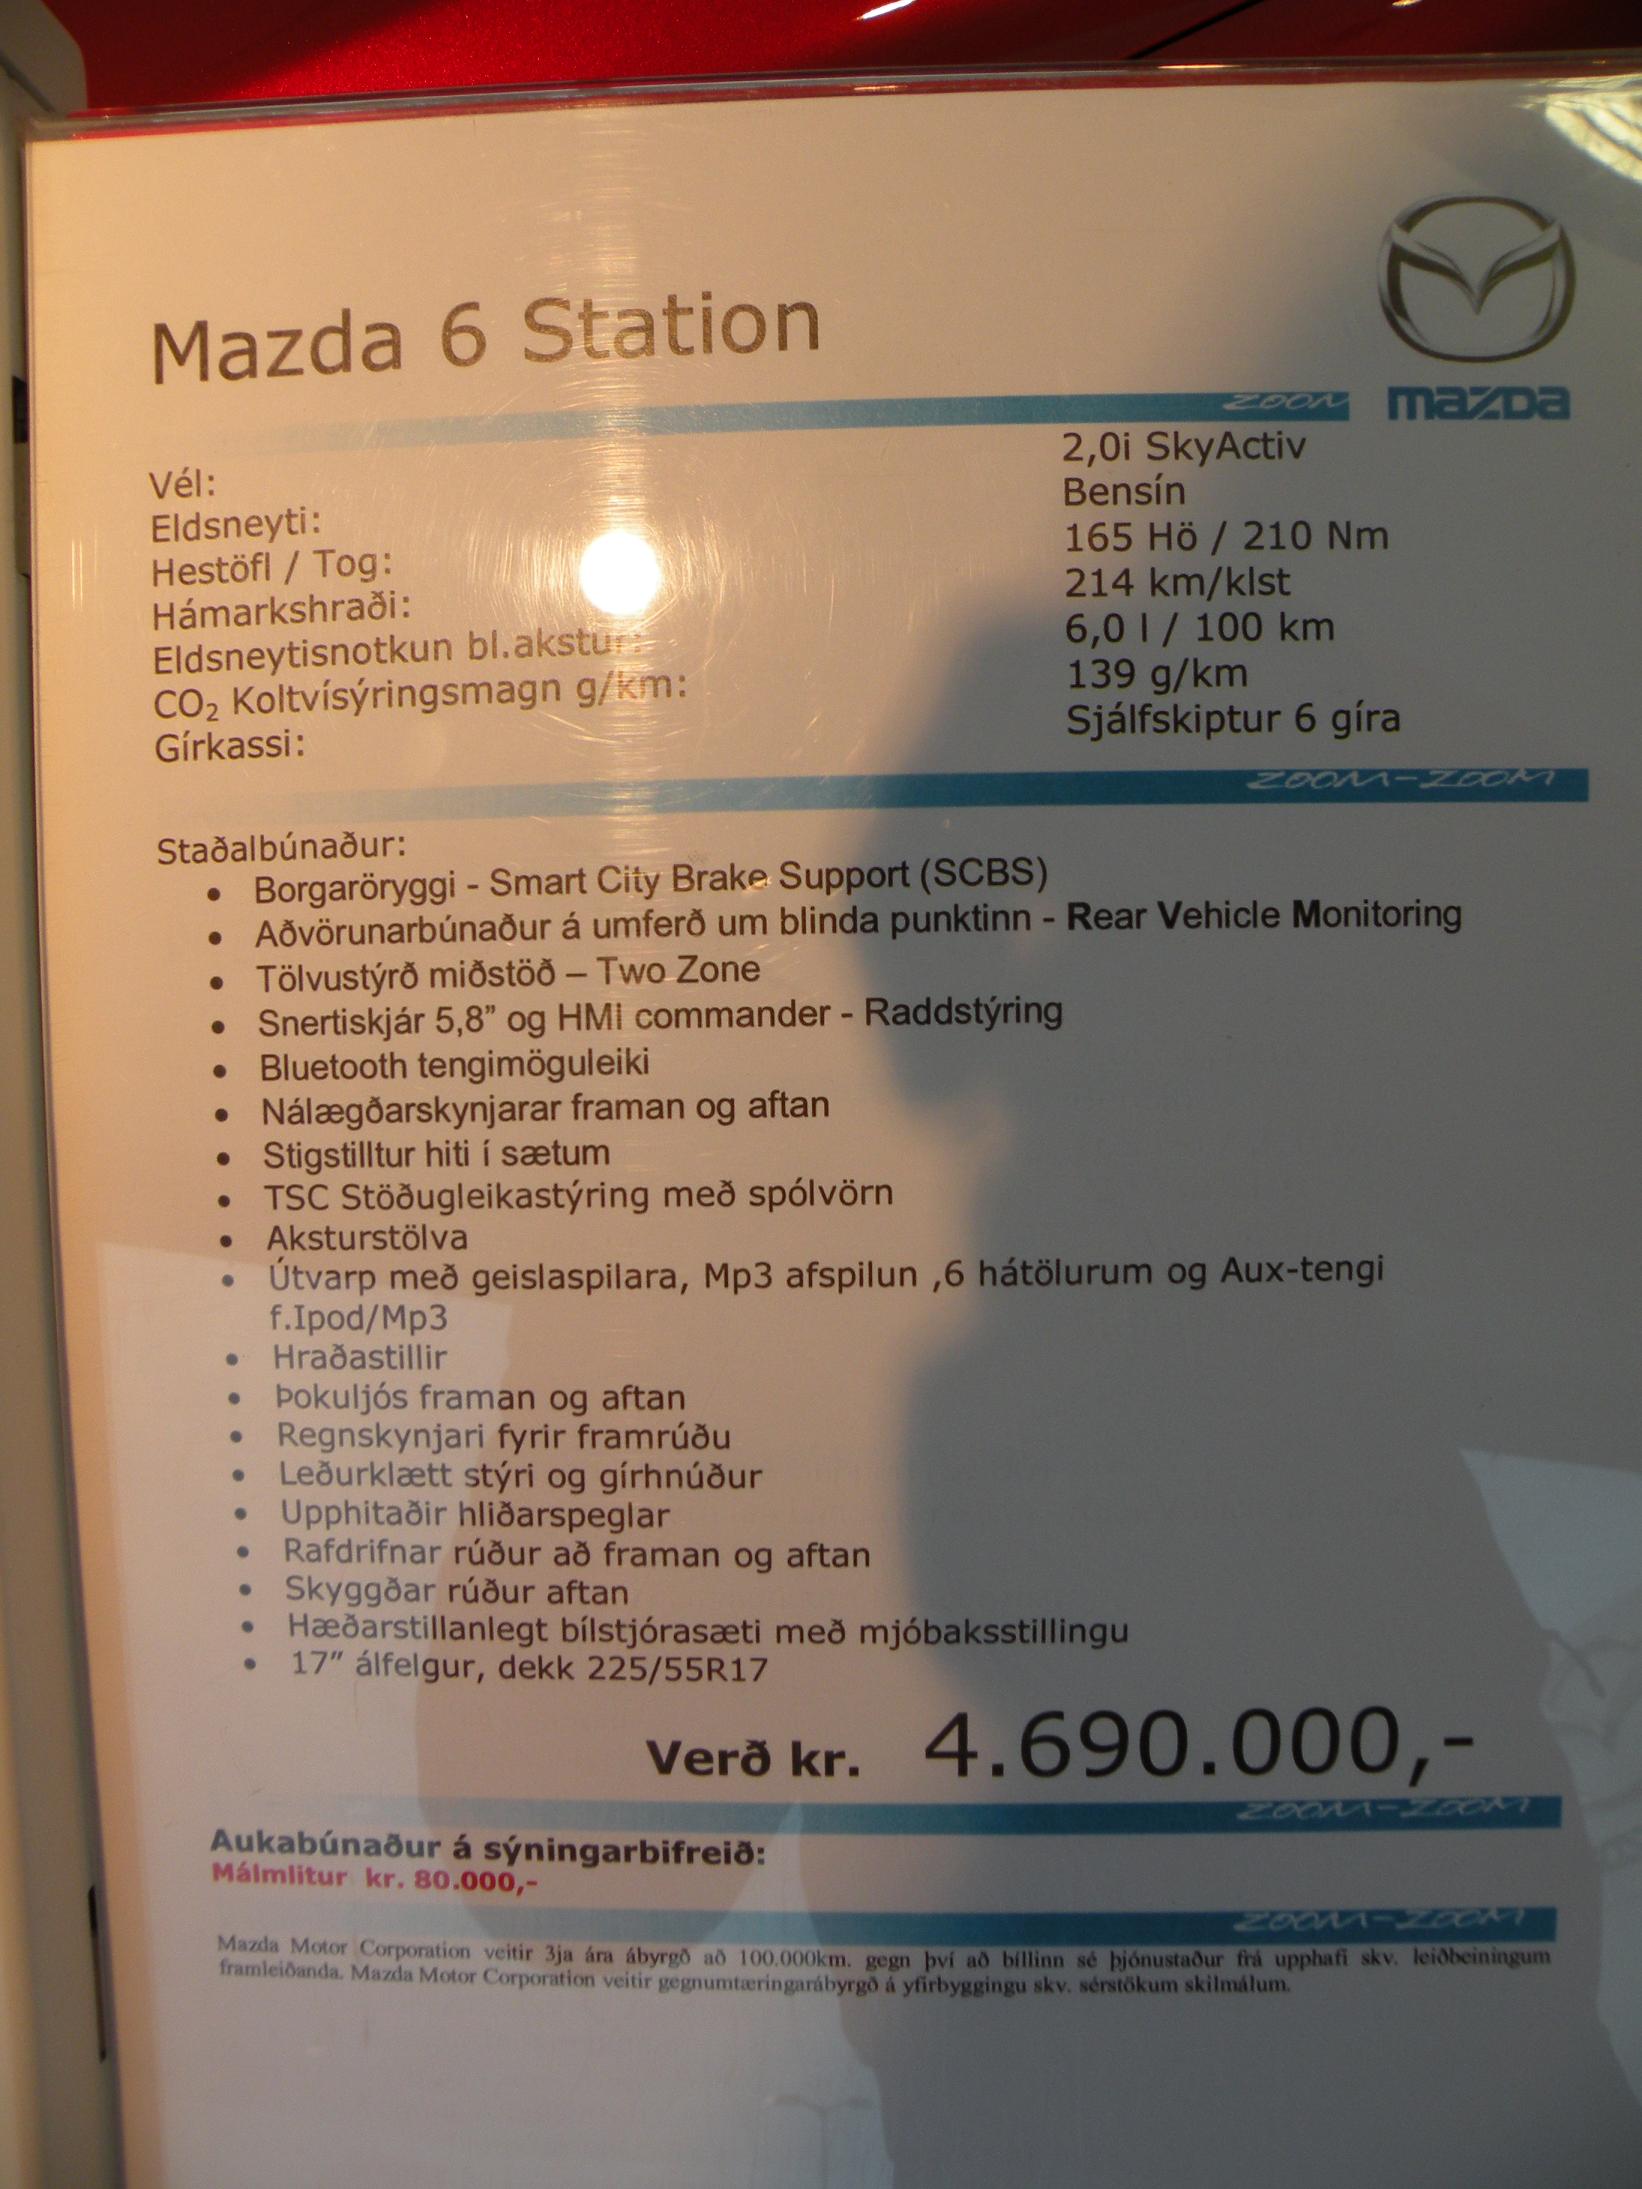 Mazda 6 Station
mazda
ZOOM
Vél: 2,0i SkyActiv
Eldsneyti: Bensín
Hestöfl / Tog: 165 Hö / 210 Nm
Hámarkshraði: 214 km/klst
Eldsneytisnotkun bl.akstur: 6,0 l / 100 km
CO₂ Koltvísýringsmagn g/km: 139 g/km
Gírkassi: Sjálfskiptur 6 gíra
ZOOM-ZOOM
Staðalbúnaður:
• Borgaröryggi - Smart City Brake Support (SCBS)
• Aðvörunarbúnaður á umferð um blinda punktinn - Rear Vehicle Monitoring
• Tölvustýrð miðstöð – Two Zone
• Snertiskjár 5,8” og HMI commander - Raddstýring
• Bluetooth tengimöguleiki
• Nálægðarskynjarar framan og aftan
• Stigstilltur hiti í sætum
• TSC Stöðugleikastýring með spólvörn
• Aksturstölva
• Útvarp með geislaspilara, Mp3 afspilun ,6 hátölurum og Aux-tengi
f.Ipod/Mp3
• Hraðastillir
• Þokuljós framan og aftan
• Regnskynjari fyrir framrúðu
• Leðurklætt stýri og gírhnúður
• Upphitaðir hliðarspeglar
• Rafdrifnar rúður að framan og aftan
• Skyggðar rúður aftan
• Hæðarstillanlegt bílstjórasæti með mjóbaksstillingu
• 17” álfelgur, dekk 225/55R17
Verð kr. 4.690.000,-
ZOOM-ZOOM
Aukabúnaður á sýningarbifreið:
Málmlitur kr. 80.000,-
ZOOM-ZOOM
Mazda Motor Corporation veitir 3ja ára ábyrgð að 100.000km. gegn því að bíllinn sé þjónustaður frá upphafi skv. leiðbeiningum
framleiðanda. Mazda Motor Corporation veitir gegnumtæringarábyrgð á yfirbyggingu skv. sérstökum skilmálum.